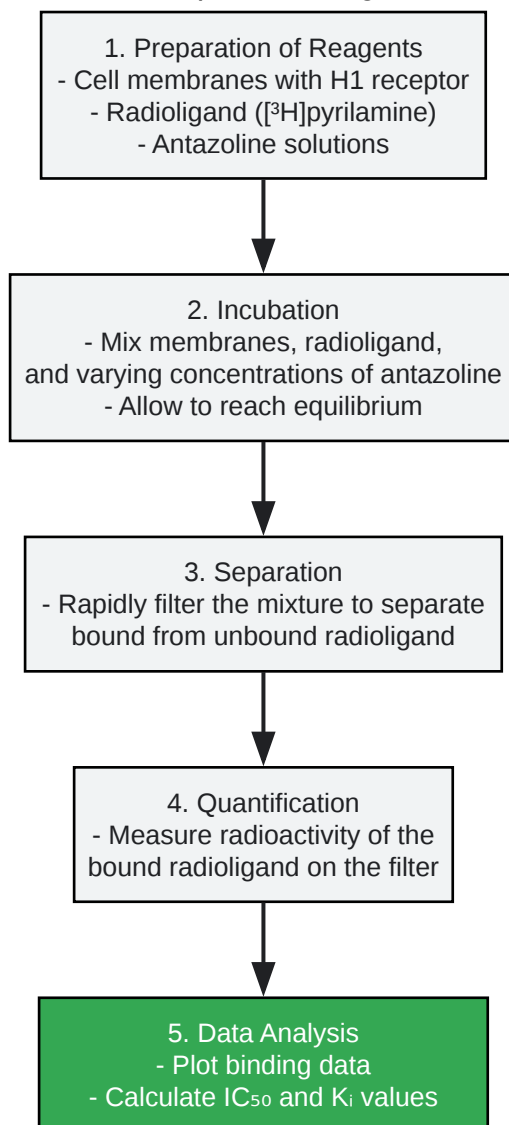 1. Preparation of Reagents
- Cell membranes with H1 receptor
- Radioligand ([³H]pyrilamine)
- Antazoline solutions
2. Incubation
- Mix membranes, radioligand,
and varying concentrations of antazoline
- Allow to reach equilibrium
3. Separation
- Rapidly filter the mixture to separate
bound from unbound radioligand
4. Quantification
- Measure radioactivity of the
bound radioligand on the filter
5. Data Analysis
- Plot binding data
- Calculate IC₅₀ and Kᵢ values